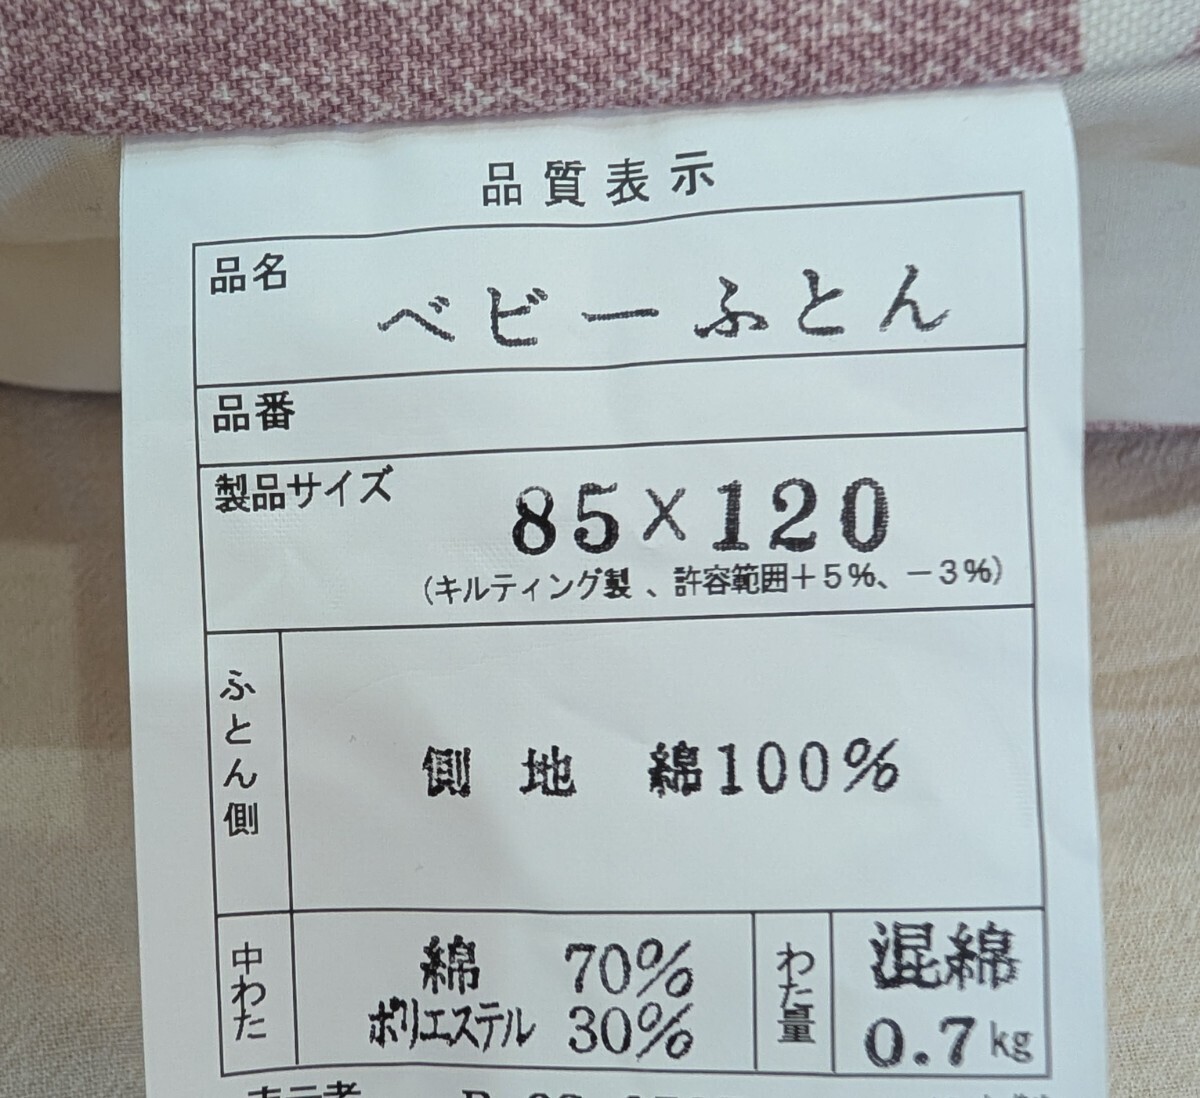 品質表示
品名
ベビーふとん
品番
製品サイズ
85×120
(キルティング製、許容範囲+5%、-3%)
ふとん側
側地 綿100%
中わた
綿 70%
ポリエステル 30%
わた量
混綿
0.7kg